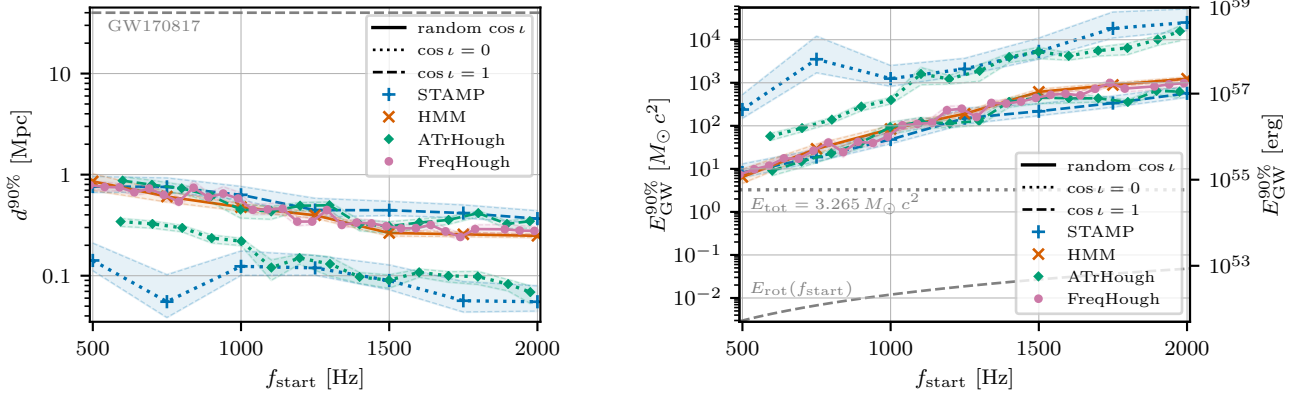 GW170817
random cos ι
cos ι = 0
cos ι = 1
STAMP
HMM
ATrHough
FreqHough
10
1
0.1
d^90% [Mpc]
500
1000
1500
2000
f_start [Hz]
10^4
10^3
10^2
10^1
10^0
10^−1
10^−2
E_GW^90% [M⊙ c^2]
10^59
10^57
10^55
10^53
E_GW^90% [erg]
random cos ι
cos ι = 0
cos ι = 1
STAMP
HMM
ATrHough
FreqHough
E_tot = 3.265 M⊙ c^2
E_rot(f_start)
500
1000
1500
2000
f_start [Hz]